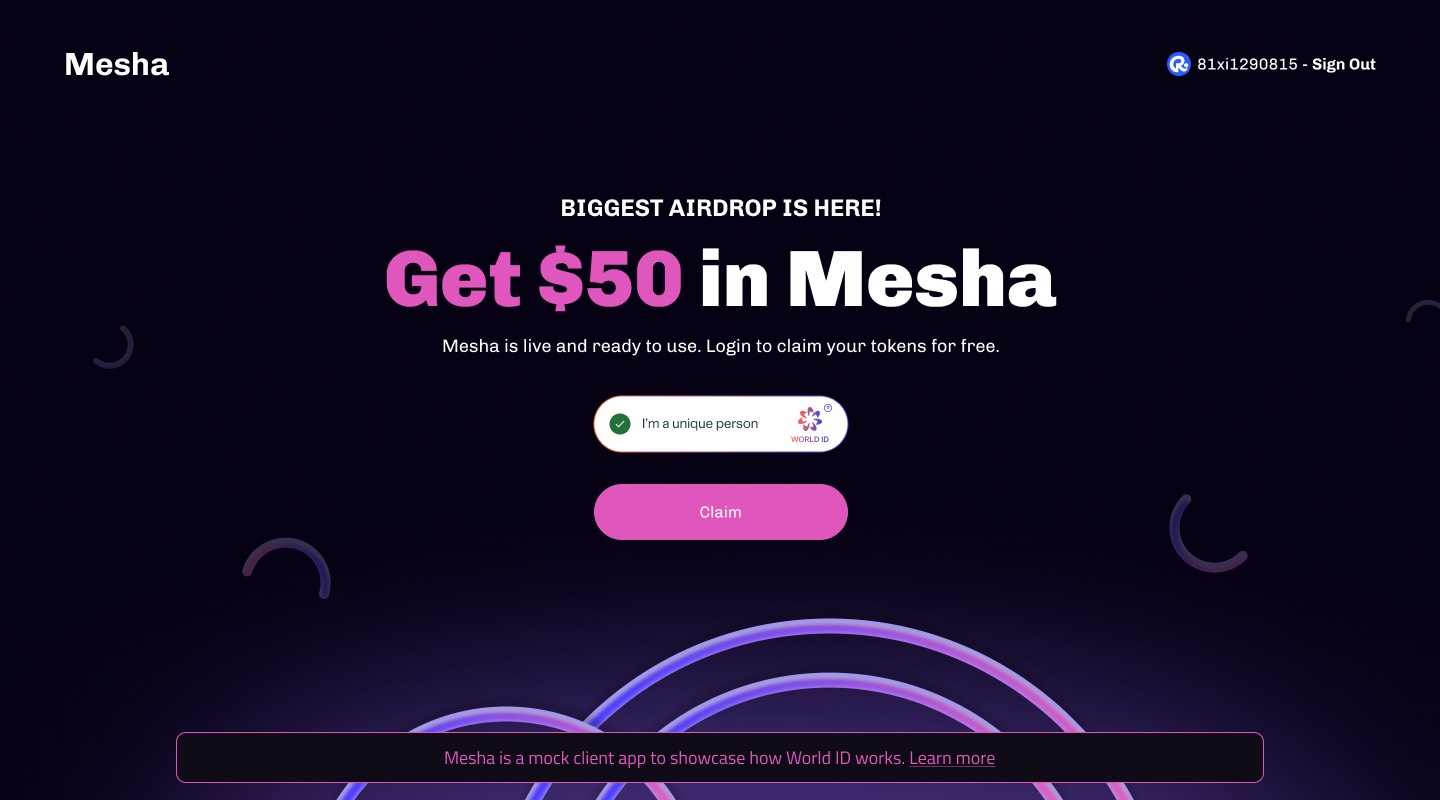 Mesha
81xi1290815 - Sign Out
BIGGEST AIRDROP IS HERE!
Get $50 in Mesha
Mesha is live and ready to use. Login to claim your tokens for free.
I'm a unique person
WORLD ID
Claim
Mesha is a mock client app to showcase how World ID works. Learn more